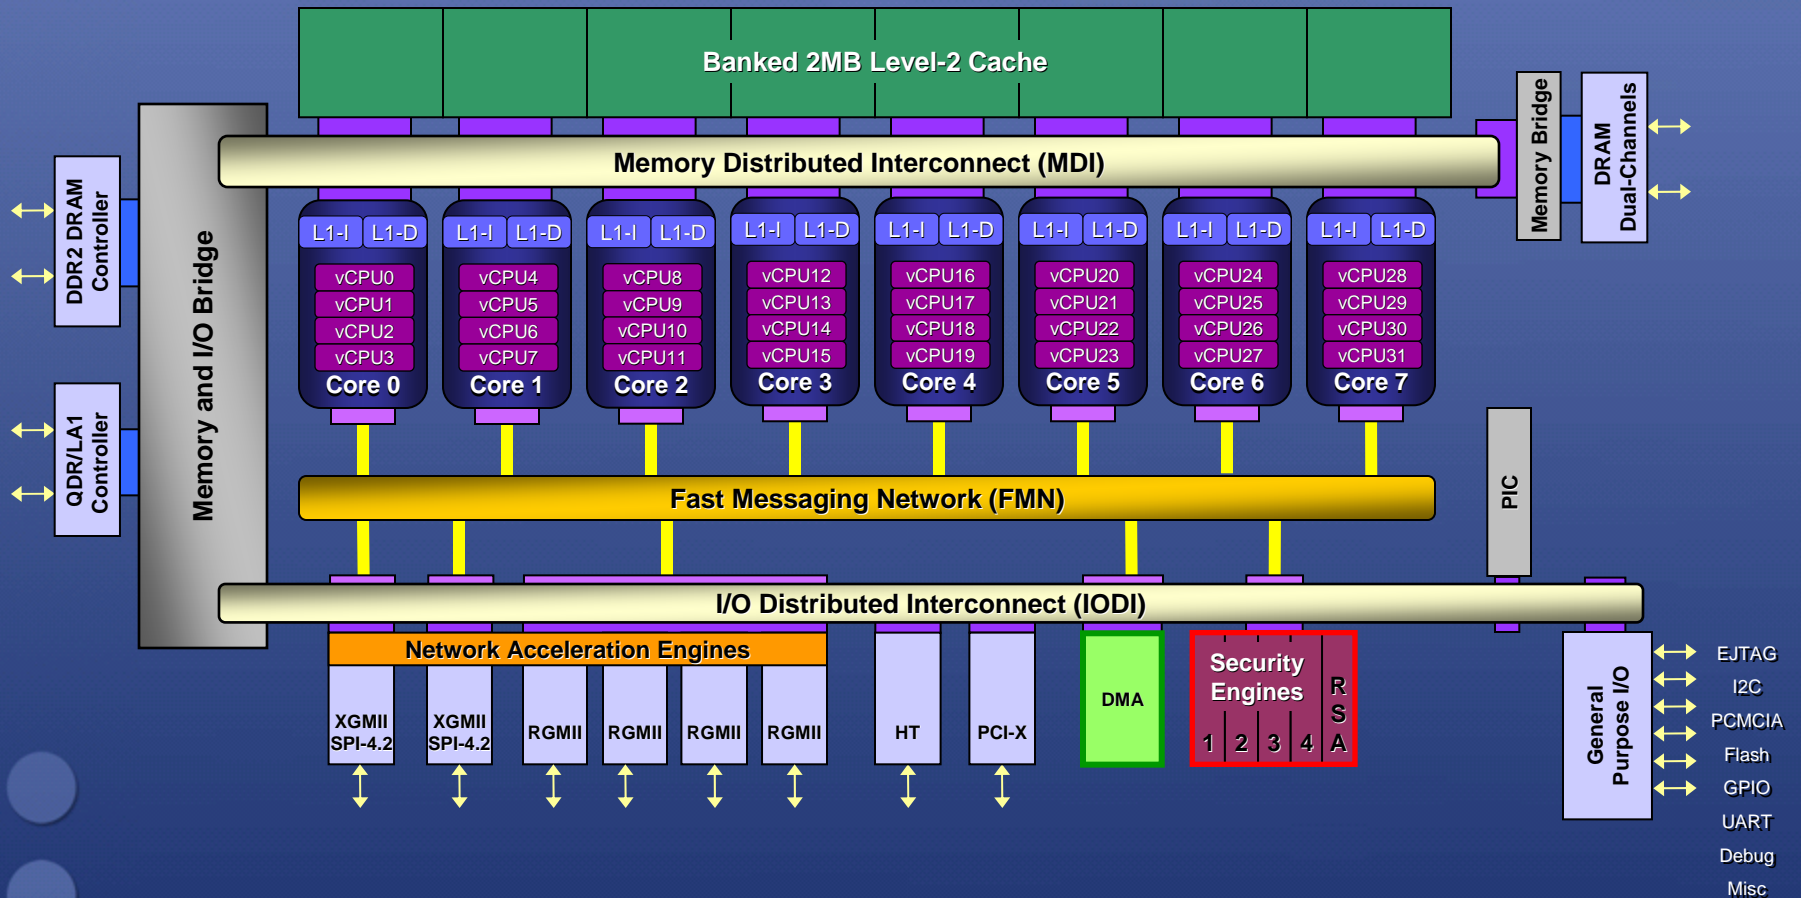 Banked 2MB Level-2 Cache
Memory Distributed Interconnect (MDI)
Memory Bridge
DRAM
Dual-Channels
DDR2 DRAM
Controller
QDR/LA1
Controller
Memory and I/O Bridge
L1-I L1-D
vCPU0
vCPU1
vCPU2
vCPU3
Core 0
L1-I L1-D
vCPU4
vCPU5
vCPU6
vCPU7
Core 1
L1-I L1-D
vCPU8
vCPU9
vCPU10
vCPU11
Core 2
L1-I L1-D
vCPU12
vCPU13
vCPU14
vCPU15
Core 3
L1-I L1-D
vCPU16
vCPU17
vCPU18
vCPU19
Core 4
L1-I L1-D
vCPU20
vCPU21
vCPU22
vCPU23
Core 5
L1-I L1-D
vCPU24
vCPU25
vCPU26
vCPU27
Core 6
L1-I L1-D
vCPU28
vCPU29
vCPU30
vCPU31
Core 7
Fast Messaging Network (FMN)
PIC
I/O Distributed Interconnect (IODI)
Network Acceleration Engines
XGMII
SPI-4.2
XGMII
SPI-4.2
RGMII
RGMII
RGMII
RGMII
HT
PCI-X
DMA
Security
Engines
1 2 3 4
RSA
General
Purpose I/O
EJTAG
I2C
PCMCIA
Flash
GPIO
UART
Debug
Misc